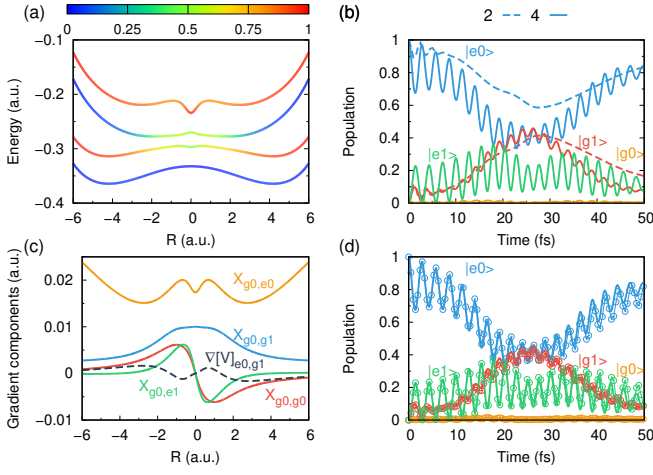 (a)
0 0.25 0.5 0.75 1
-0.1
-0.2
-0.3
-0.4
Energy (a.u.)
-6 -4 -2 0 2 4 6
R (a.u.)
(b)
2 4
1
0.8
0.6
0.4
0.2
0
Population
|e0>
|e1>
|g1>
|g0>
0 10 20 30 40 50
Time (fs)
(c)
0.02
0.01
0
-0.01
Gradient components (a.u.)
Xg0,e0
Xg0,g1
∇[V]e0,g1
Xg0,e1
Xg0,g0
-6 -4 -2 0 2 4 6
R (a.u.)
(d)
1
0.8
0.6
0.4
0.2
0
Population
|e0>
|e1>
|g1>
|g0>
0 10 20 30 40 50
Time (fs)